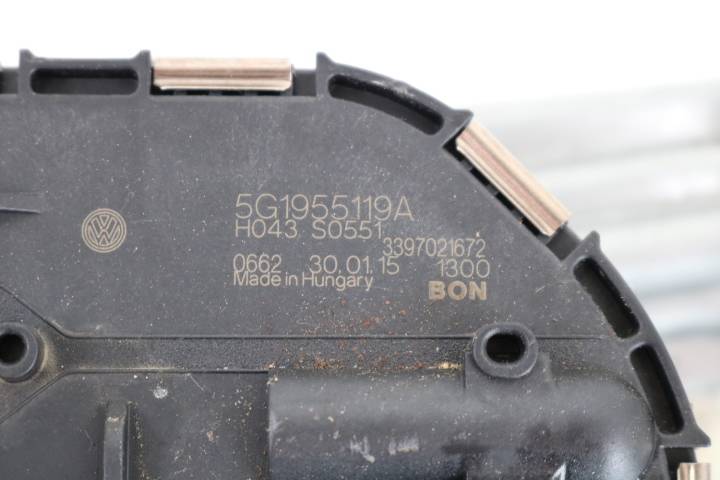 5G1955119A
H043 S0551
3397021672
0662 30.01.15 1300
Made in Hungary
BON